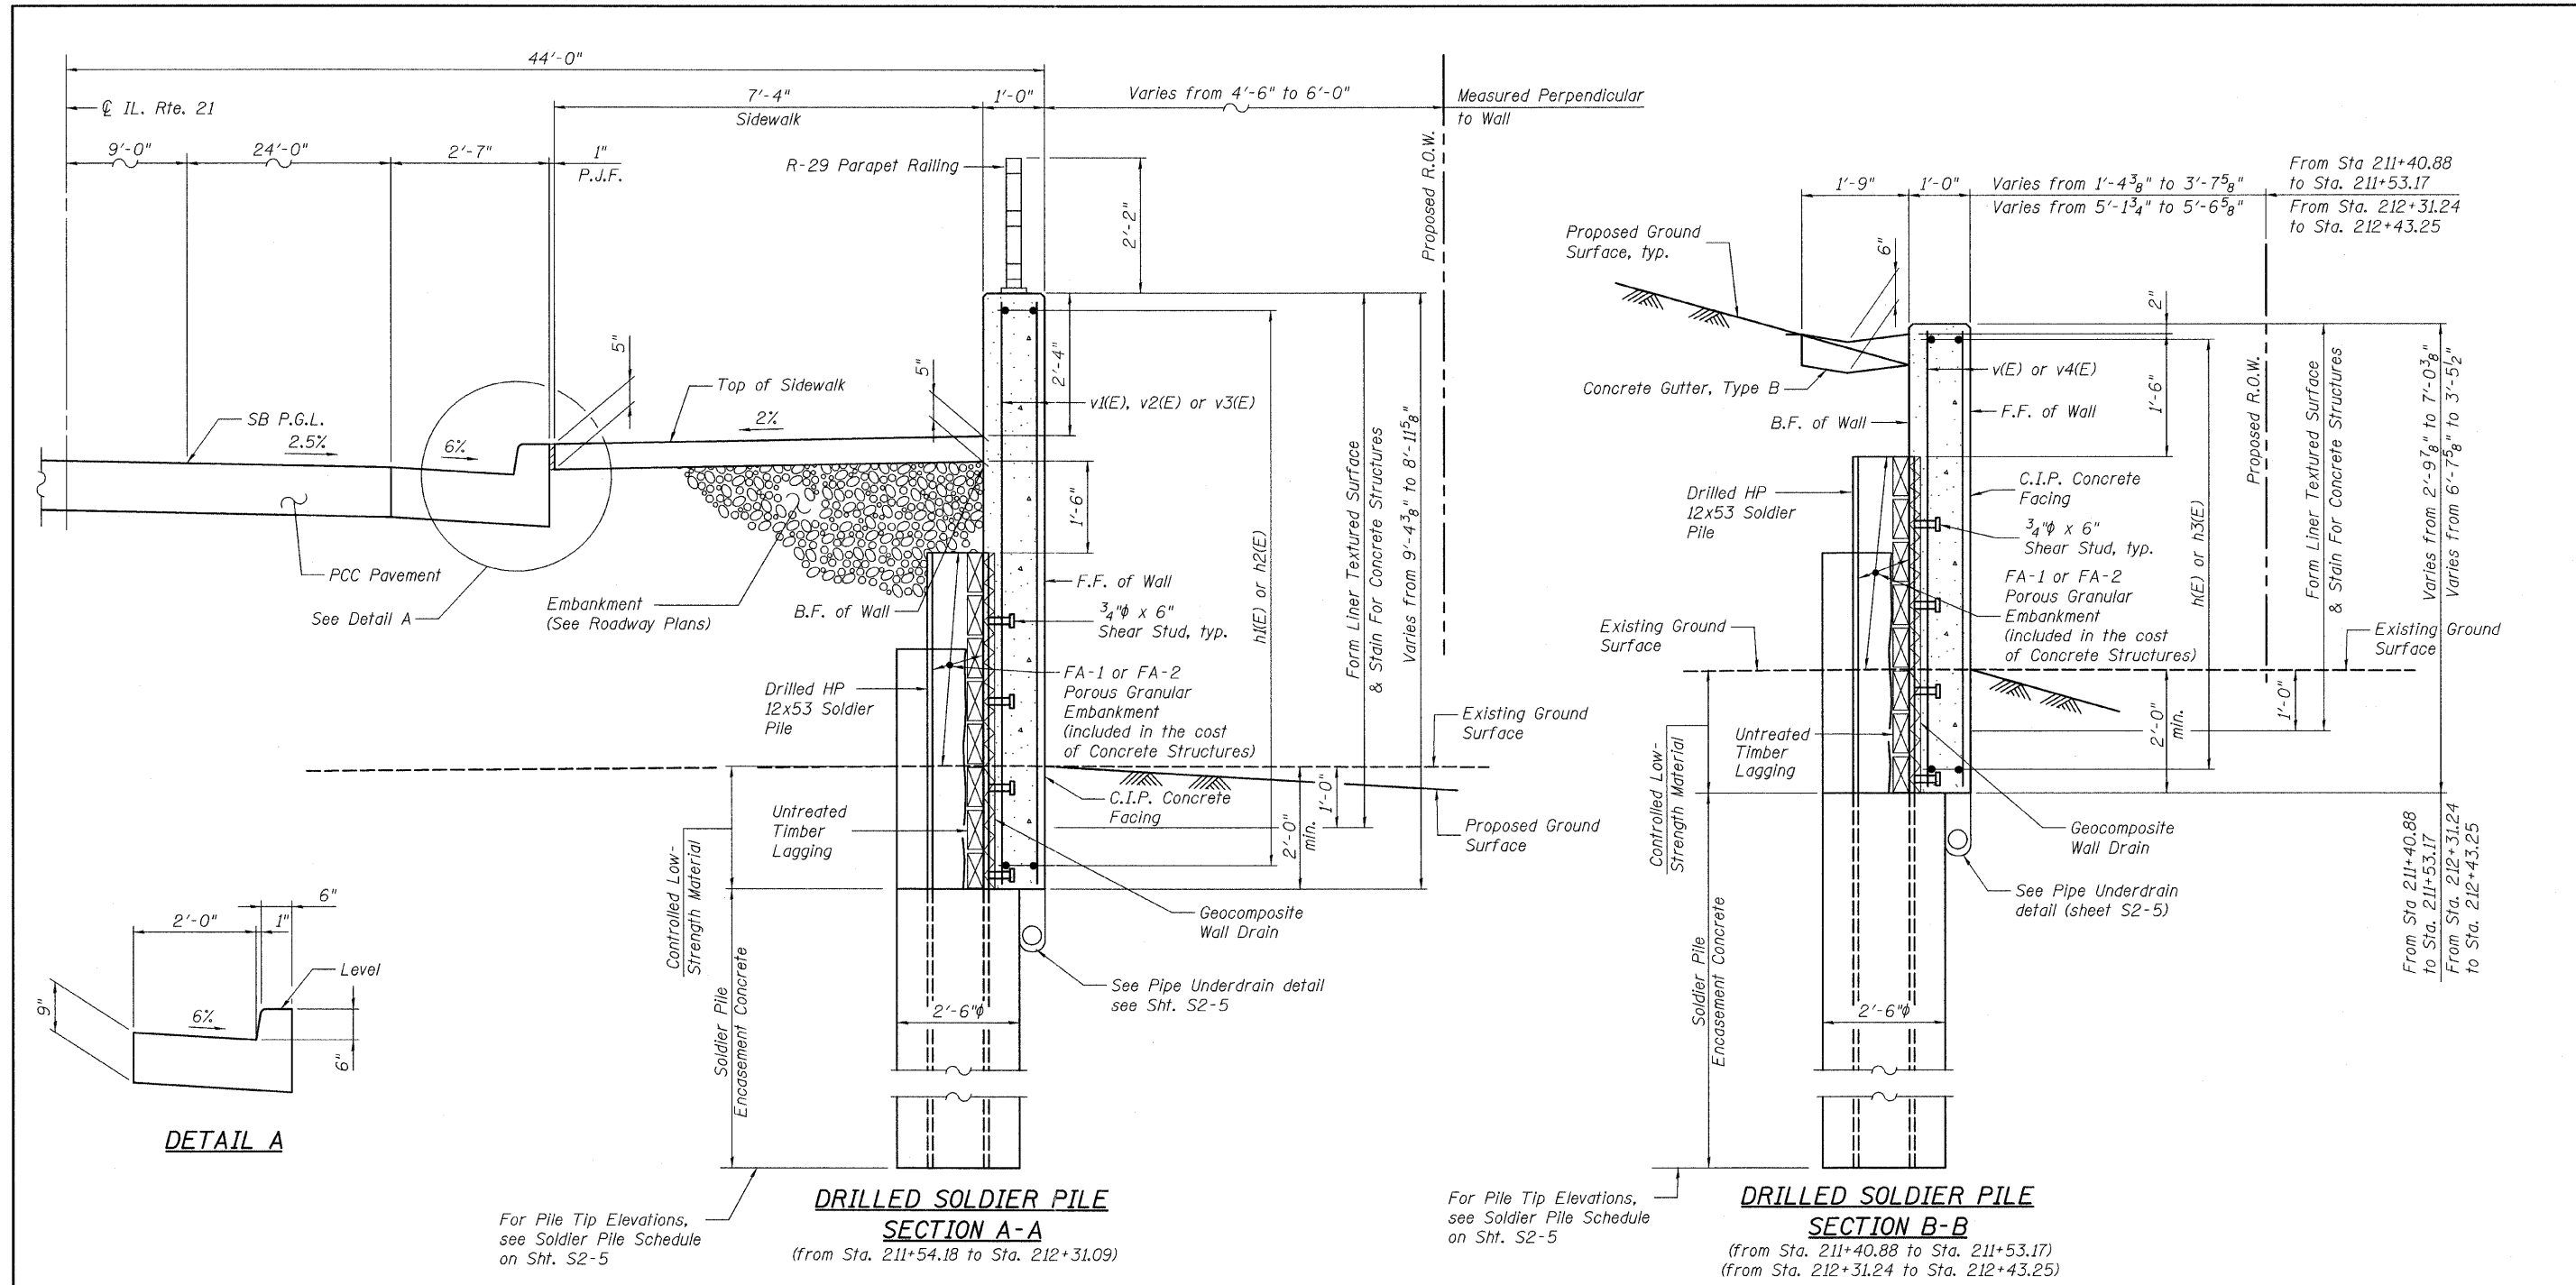 44'-0"
℄ IL. Rte. 21
7'-4"
Sidewalk
1'-0"
Varies from 4'-6" to 6'-0"
Measured Perpendicular
to Wall
9'-0"
24'-0"
2'-7"
1"
P.J.F.
R-29 Parapet Railing
2'-2"
Proposed R.O.W.
5"
5"
Top of Sidewalk
2%
2'-4"
SB P.G.L.
2.5%
6%
v1(E), v2(E) or v3(E)
1'-6"
PCC Pavement
See Detail A
Embankment
(See Roadway Plans)
B.F. of Wall
F.F. of Wall
3/4"φ x 6"
Shear Stud, typ.
h1(E) or h2(E)
Form Liner Textured Surface
& Stain For Concrete Structures
Varies from 9'-4 3/8" to 8'-11 5/8"
Drilled HP
12x53 Soldier
Pile
FA-1 or FA-2
Porous Granular
Embankment
(included in the cost
of Concrete Structures)
Existing Ground
Surface
C.I.P. Concrete
Facing
1'-0"
2'-0"
min.
Proposed Ground
Surface
Untreated
Timber
Lagging
Controlled Low-
Strength Material
Geocomposite
Wall Drain
See Pipe Underdrain detail
see Sht. S2-5
Soldier Pile
Encasement Concrete
2'-6"φ
For Pile Tip Elevations,
see Soldier Pile Schedule
on Sht. S2-5
DRILLED SOLDIER PILE
SECTION A-A
(from Sta. 211+54.18 to Sta. 212+31.09)
6"
2'-0"
1"
Level
9"
6%
6"
DETAIL A
1'-9"
1'-0"
Varies from 1'-4 3/8" to 3'-7 5/8"
Varies from 5'-1 3/4" to 5'-6 5/8"
From Sta 211+40.88
to Sta. 211+53.17
From Sta. 212+31.24
to Sta. 212+43.25
Proposed Ground
Surface, typ.
6"
2"
Concrete Gutter, Type B
v(E) or v4(E)
B.F. of Wall
F.F. of Wall
1'-6"
Proposed R.O.W.
Drilled HP
12x53 Soldier
Pile
C.I.P. Concrete
Facing
3/4"φ x 6"
Shear Stud, typ.
FA-1 or FA-2
Porous Granular
Embankment
(included in the cost
of Concrete Structures)
h(E) or h3(E)
Form Liner Textured Surface
& Stain For Concrete Structures
Varies from 2'-9 7/8" to 7'-0 3/8"
Varies from 6'-7 5/8" to 3'-5 1/2"
Existing Ground
Surface
Existing Ground
Surface
1'-0"
2'-0"
min.
Untreated
Timber
Lagging
Controlled Low-
Strength Material
Geocomposite
Wall Drain
See Pipe Underdrain
detail (sheet S2-5)
From Sta 211+40.88
to Sta. 211+53.17
From Sta. 212+31.24
to Sta. 212+43.25
Soldier Pile
Encasement Concrete
2'-6"φ
For Pile Tip Elevations,
see Soldier Pile Schedule
on Sht. S2-5
DRILLED SOLDIER PILE
SECTION B-B
(from Sta. 211+40.88 to Sta. 211+53.17)
(from Sta. 212+31.24 to Sta. 212+43.25)